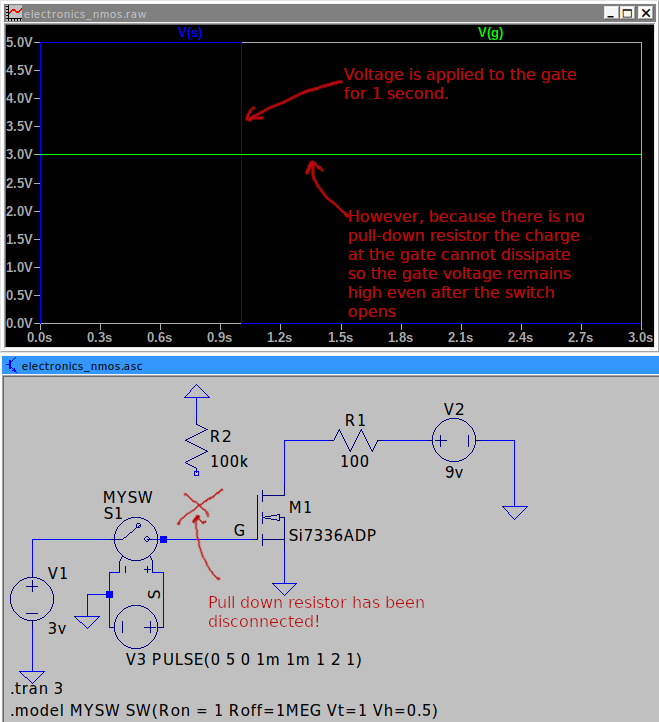 electronics_nmos.raw
V(s)
V(g)
5.0V
4.5V
4.0V
3.5V
3.0V
2.5V
2.0V
1.5V
1.0V
0.5V
0.0V
Voltage is applied to the gate
for 1 second.
However, because there is no
pull-down resistor the charge
at the gate cannot dissipate
so the gate voltage remains
high even after the switch
opens
0.0s 0.3s 0.6s 0.9s 1.2s 1.5s 1.8s 2.1s 2.4s 2.7s 3.0s
electronics_nmos.asc
R2
100k
R1
100
V2
9v
MYSW
S1
G
M1
Si7336ADP
V1
3v
S
Pull down resistor has been
disconnected!
V3 PULSE(0 5 0 1m 1m 1 2 1)
.tran 3
.model MYSW SW(Ron = 1 Roff=1MEG Vt=1 Vh=0.5)